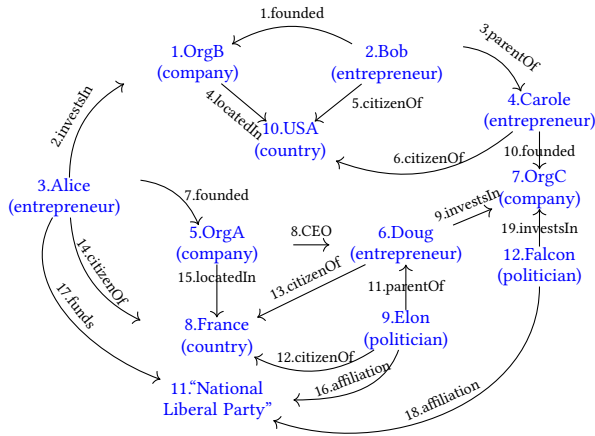 1.founded
1.OrgB
(company)
2.Bob
(entrepreneur)
3.parentOf
2.investsIn
4.locatedIn
5.citizenOf
4.Carole
(entrepreneur)
10.USA
(country)
6.citizenOf
10.founded
7.OrgC
(company)
3.Alice
(entrepreneur)
7.founded
9.investsIn
19.investsIn
5.OrgA
(company)
8.CEO
6.Doug
(entrepreneur)
12.Falcon
(politician)
14.citizenOf
15.locatedIn
13.citizenOf
11.parentOf
17.funds
8.France
(country)
9.Elon
(politician)
12.citizenOf
16.affiliation
11.“National
Liberal Party”
18.affiliation